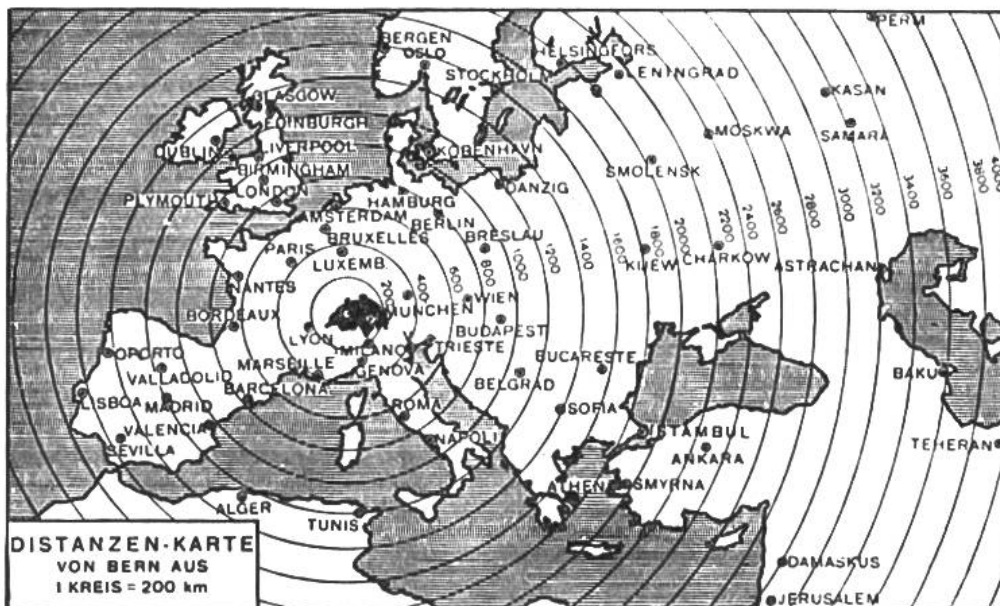 PERM
BERGEN
OSLO
HELSINGFORS
STOCKHOLM
LENINGRAD
KASAN
GLASGOW
EDINBURGH
MOSKWA
SAMARA
DUBLIN
LIVERPOOL
KØBENHAVN
BIRMINGHAM
SMOLENSK
LONDON
DANZIG
PLYMOUTH
HAMBURG
AMSTERDAM
BERLIN
BRUXELLES
BRESLAU
PARIS
LUXEMB.
KIJEW
CHARKOW
ASTRACHAN
200 400 600 800 1000 1200 1400 1600 1800 2000 2200 2400 2600 2800 3000 3200 3400 3600 3800
NANTES
MÜNCHEN
WIEN
BORDEAUX
BUDAPEST
LYON
MILANO
TRIESTE
OPORTO
MARSEILLE
GENOVA
BUCARESTE
VALLADOLID
BARCELONA
BELGRAD
BAKU
LISBOA
MADRID
ROMA
SOFIA
VALENCIA
NAPOLI
ISTAMBUL
TEHERAN
SEVILLA
ANKARA
ATHEN
SMYRNA
ALGER
TUNIS
DAMASKUS
JERUSALEM
DISTANZEN-KARTE
VON BERN AUS
1 KREIS = 200 km